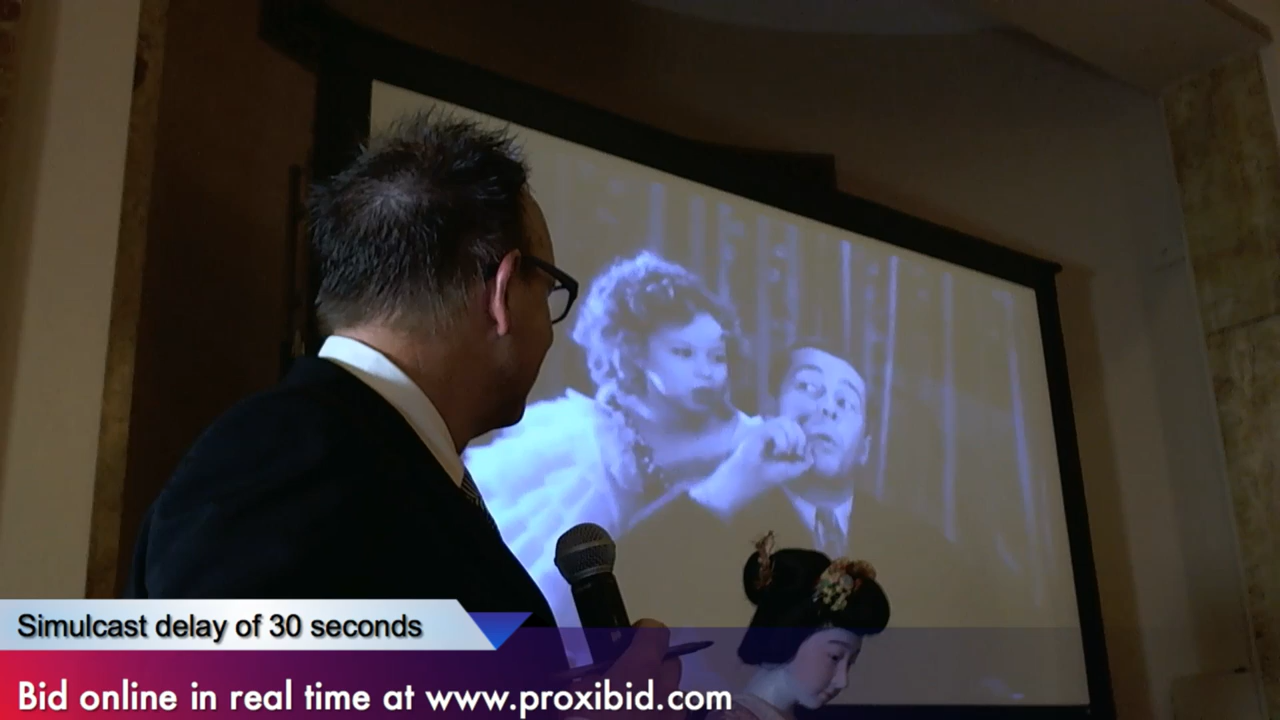 Simulcast delay of 30 seconds
Bid online in real time at www.proxibid.com